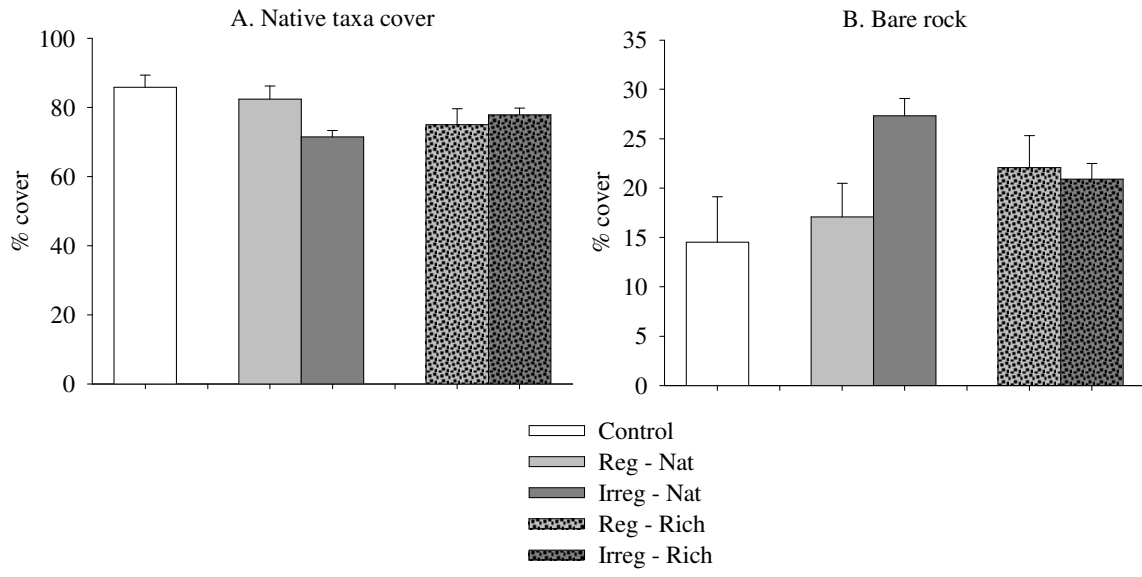 A. Native taxa cover
100
80
60
40
20
0
% cover
B. Bare rock
35
30
25
20
15
10
5
0
% cover
Control
Reg - Nat
Irreg - Nat
Reg - Rich
Irreg - Rich